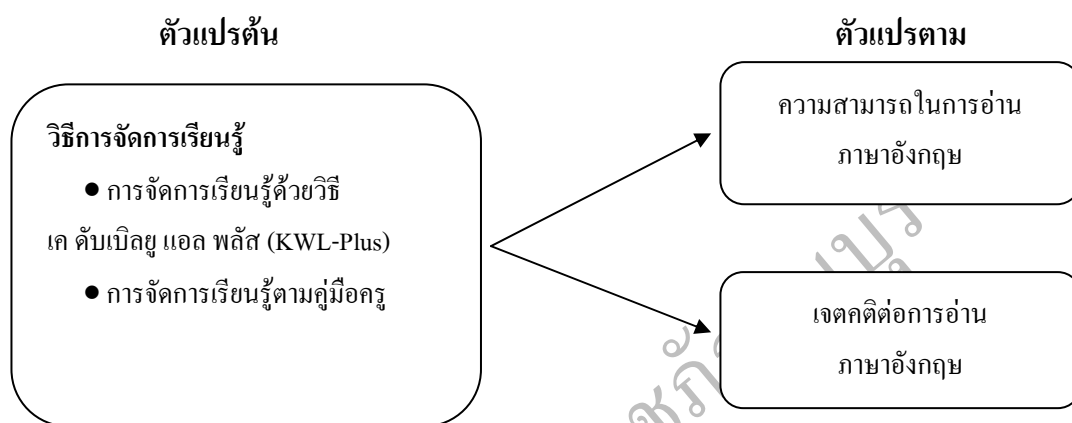 ตัวแปรต้น
วิธีการจัดการเรียนรู้
● การจัดการเรียนรู้ด้วยวิธี
เค ดับเบิลยู แอล พลัส (KWL-Plus)
● การจัดการเรียนรู้ตามคู่มือครู
ตัวแปรตาม
ความสามารถในการอ่าน
ภาษาอังกฤษ
เจตคติต่อการอ่าน
ภาษาอังกฤษ